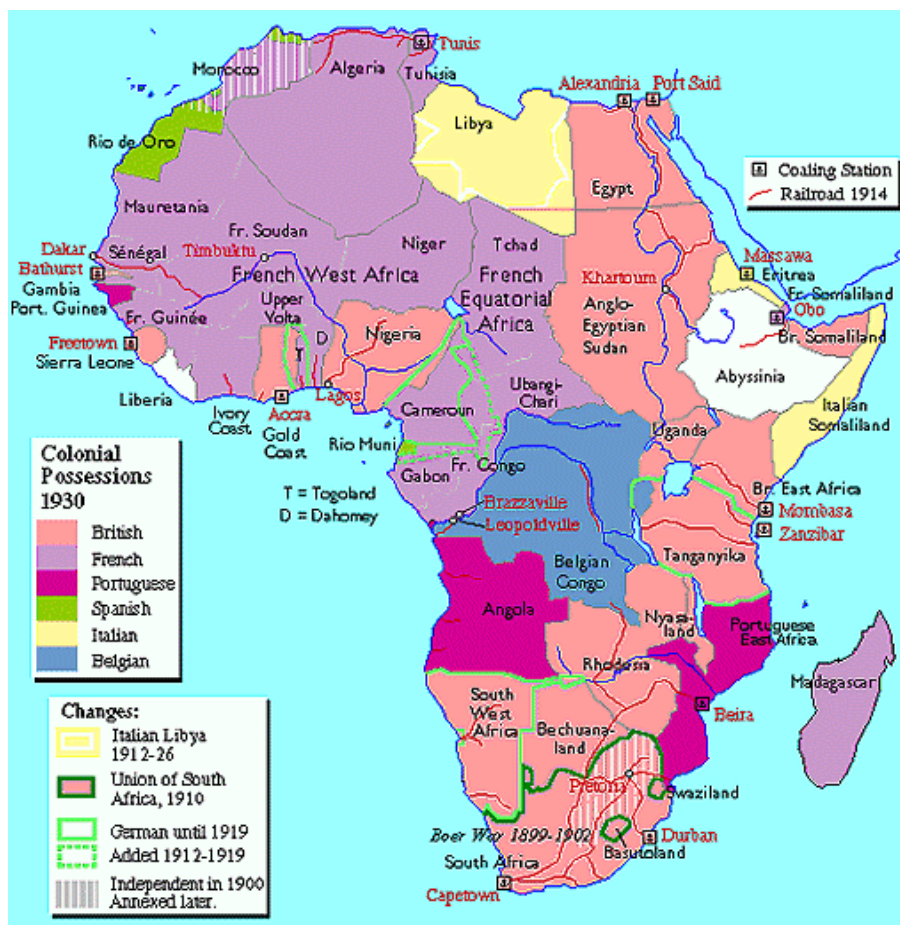 Tunis
Morocco
Algeria
Tunisia
Alexandria
Port Said
Libya
Rio de Oro
Egypt
Coaling Station
Railroad 1914
Mauretania
Fr. Soudan
Niger
Tchad
Dakar
Sénégal
Timbuktu
Massawa
Bathurst
French West Africa
French
Equatorial
Africa
Khartoum
Eritrea
Gambia
Port. Guinea
Upper
Volta
Anglo-
Egyptian
Sudan
Fr. Somaliland
Obo
Fr. Guinée
D
Nigeria
Br. Somaliland
Freetown
Sierra Leone
T
Abyssinia
Liberia
Lagos
Ubangi-
Chari
Ivory
Coast
Accra
Gold
Coast
Cameroun
Italian
Somaliland
Uganda
Rio Muni
Fr. Congo
Gabon
Br. East Africa
T = Togoland
D = Dahomey
Brazzaville
Leopoldville
Mombasa
Zanzibar
Tanganyika
Belgian
Congo
Angola
Nyasa-
land
Portuguese
East Africa
Rhodesia
Madagascar
South
West
Africa
Bechuana-
land
Beira
Pretoria
Swaziland
Boer War 1899-1902
Durban
Basutoland
South Africa
Capetown
Colonial
Possessions
1930
British
French
Portuguese
Spanish
Italian
Belgian
Changes:
Italian Libya
1912-26
Union of South
Africa, 1910
German until 1919
Added 1912-1919
Independent in 1900
Annexed later.